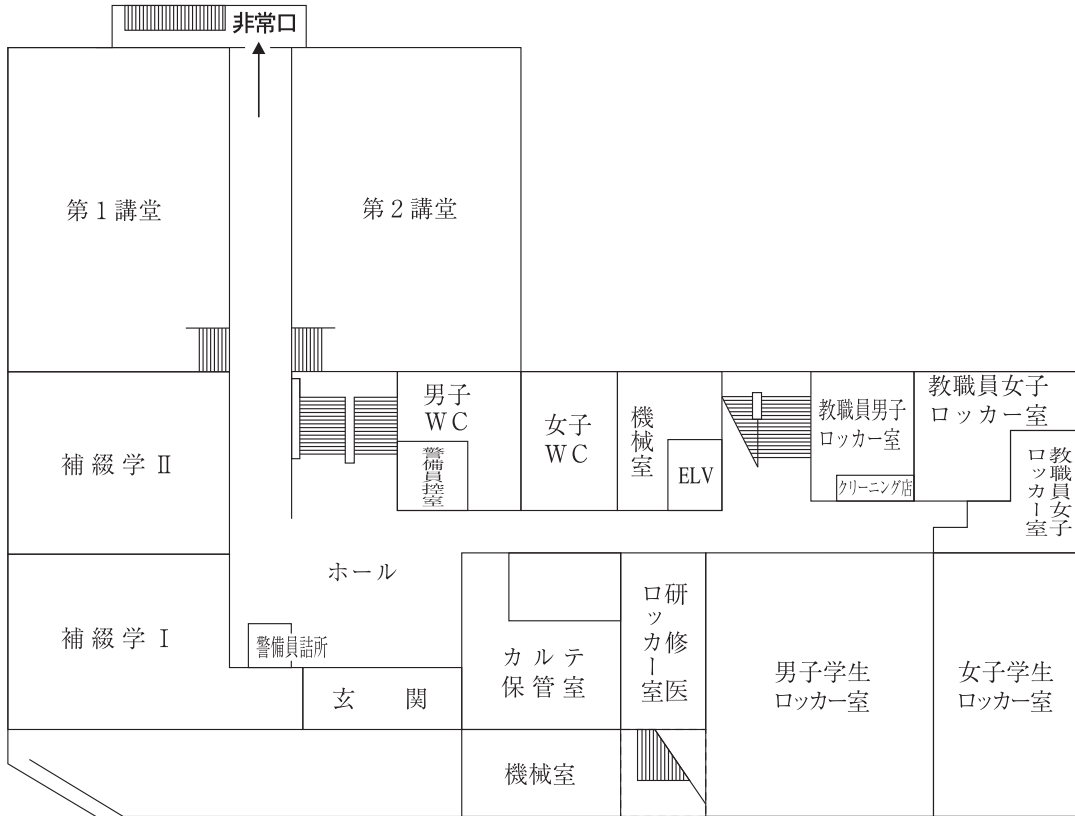 非常口
第１講堂
第２講堂
補綴学Ⅱ
男子
WC
警備員控室
女子
WC
機械室
ELV
教職員男子
ロッカー室
クリーニング店
教職員女子
ロッカー室
教職員女子
ロッカー室
ホール
補綴学Ⅰ
警備員詰所
玄関
カルテ
保管室
研修医
ロッカー室
男子学生
ロッカー室
女子学生
ロッカー室
機械室